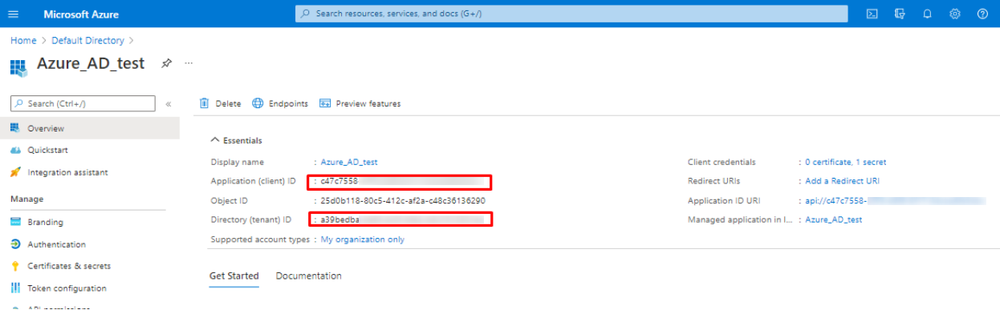 Microsoft Azure
Search resources, services, and docs (G+/)
Home > Default Directory >
Azure_AD_test
Search (Ctrl+/)
«
Overview
Quickstart
Integration assistant
Manage
Branding
Authentication
Certificates & secrets
Token configuration
API permissions
Delete
Endpoints
Preview features
Essentials
Display name : Azure_AD_test
Application (client) ID : c47c7558-
Object ID : 25d0b118-80c5-412c-af2a-c48c36136290
Directory (tenant) ID : a39bedba
Supported account types : My organization only
Client credentials : 0 certificate, 1 secret
Redirect URIs : Add a Redirect URI
Application ID URI : api://c47c7558-
Managed application in l... : Azure_AD_test
Get Started
Documentation